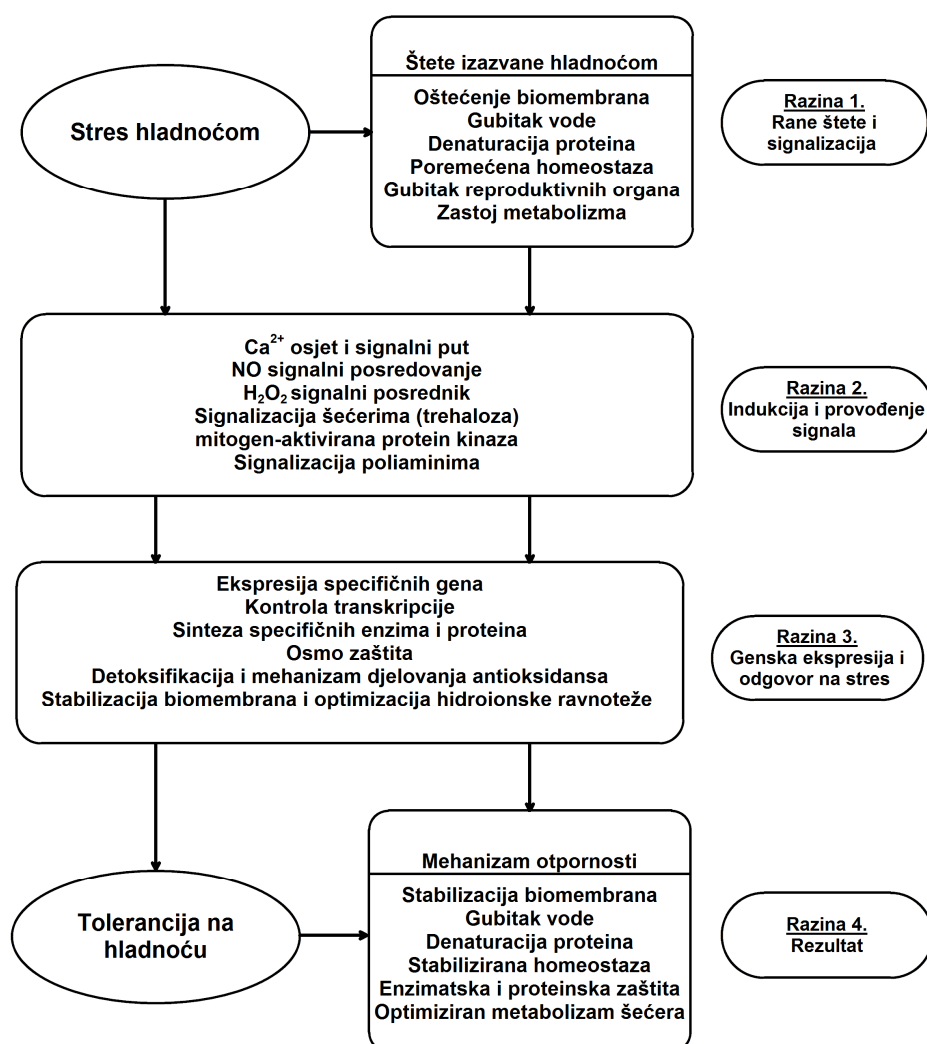 Stres hladnoćom
Štete izazvane hladnoćom
Oštećenje biomembrana
Gubitak vode
Denaturacija proteina
Poremećena homeostaza
Gubitak reproduktivnih organa
Zastoj metabolizma
Razina 1.
Rane štete i
signalizacija
Ca²⁺ osjet i signalni put
NO signalni posredovanje
H₂O₂ signalni posrednik
Signalizacija šećerima (trehaloza)
mitogen-aktivirana protein kinaza
Signalizacija poliaminima
Razina 2.
Indukcija i provođenje
signala
Ekspresija specifičnih gena
Kontrola transkripcije
Sinteza specifičnih enzima i proteina
Osmo zaštita
Detoksifikacija i mehanizam djelovanja antioksidansa
Stabilizacija biomembrana i optimizacija hidroionske ravnoteže
Razina 3.
Genska ekspresija i
odgovor na stres
Tolerancija na
hladnoću
Mehanizam otpornosti
Stabilizacija biomembrana
Gubitak vode
Denaturacija proteina
Stabilizirana homeostaza
Enzimatska i proteinska zaštita
Optimiziran metabolizam šećera
Razina 4.
Rezultat